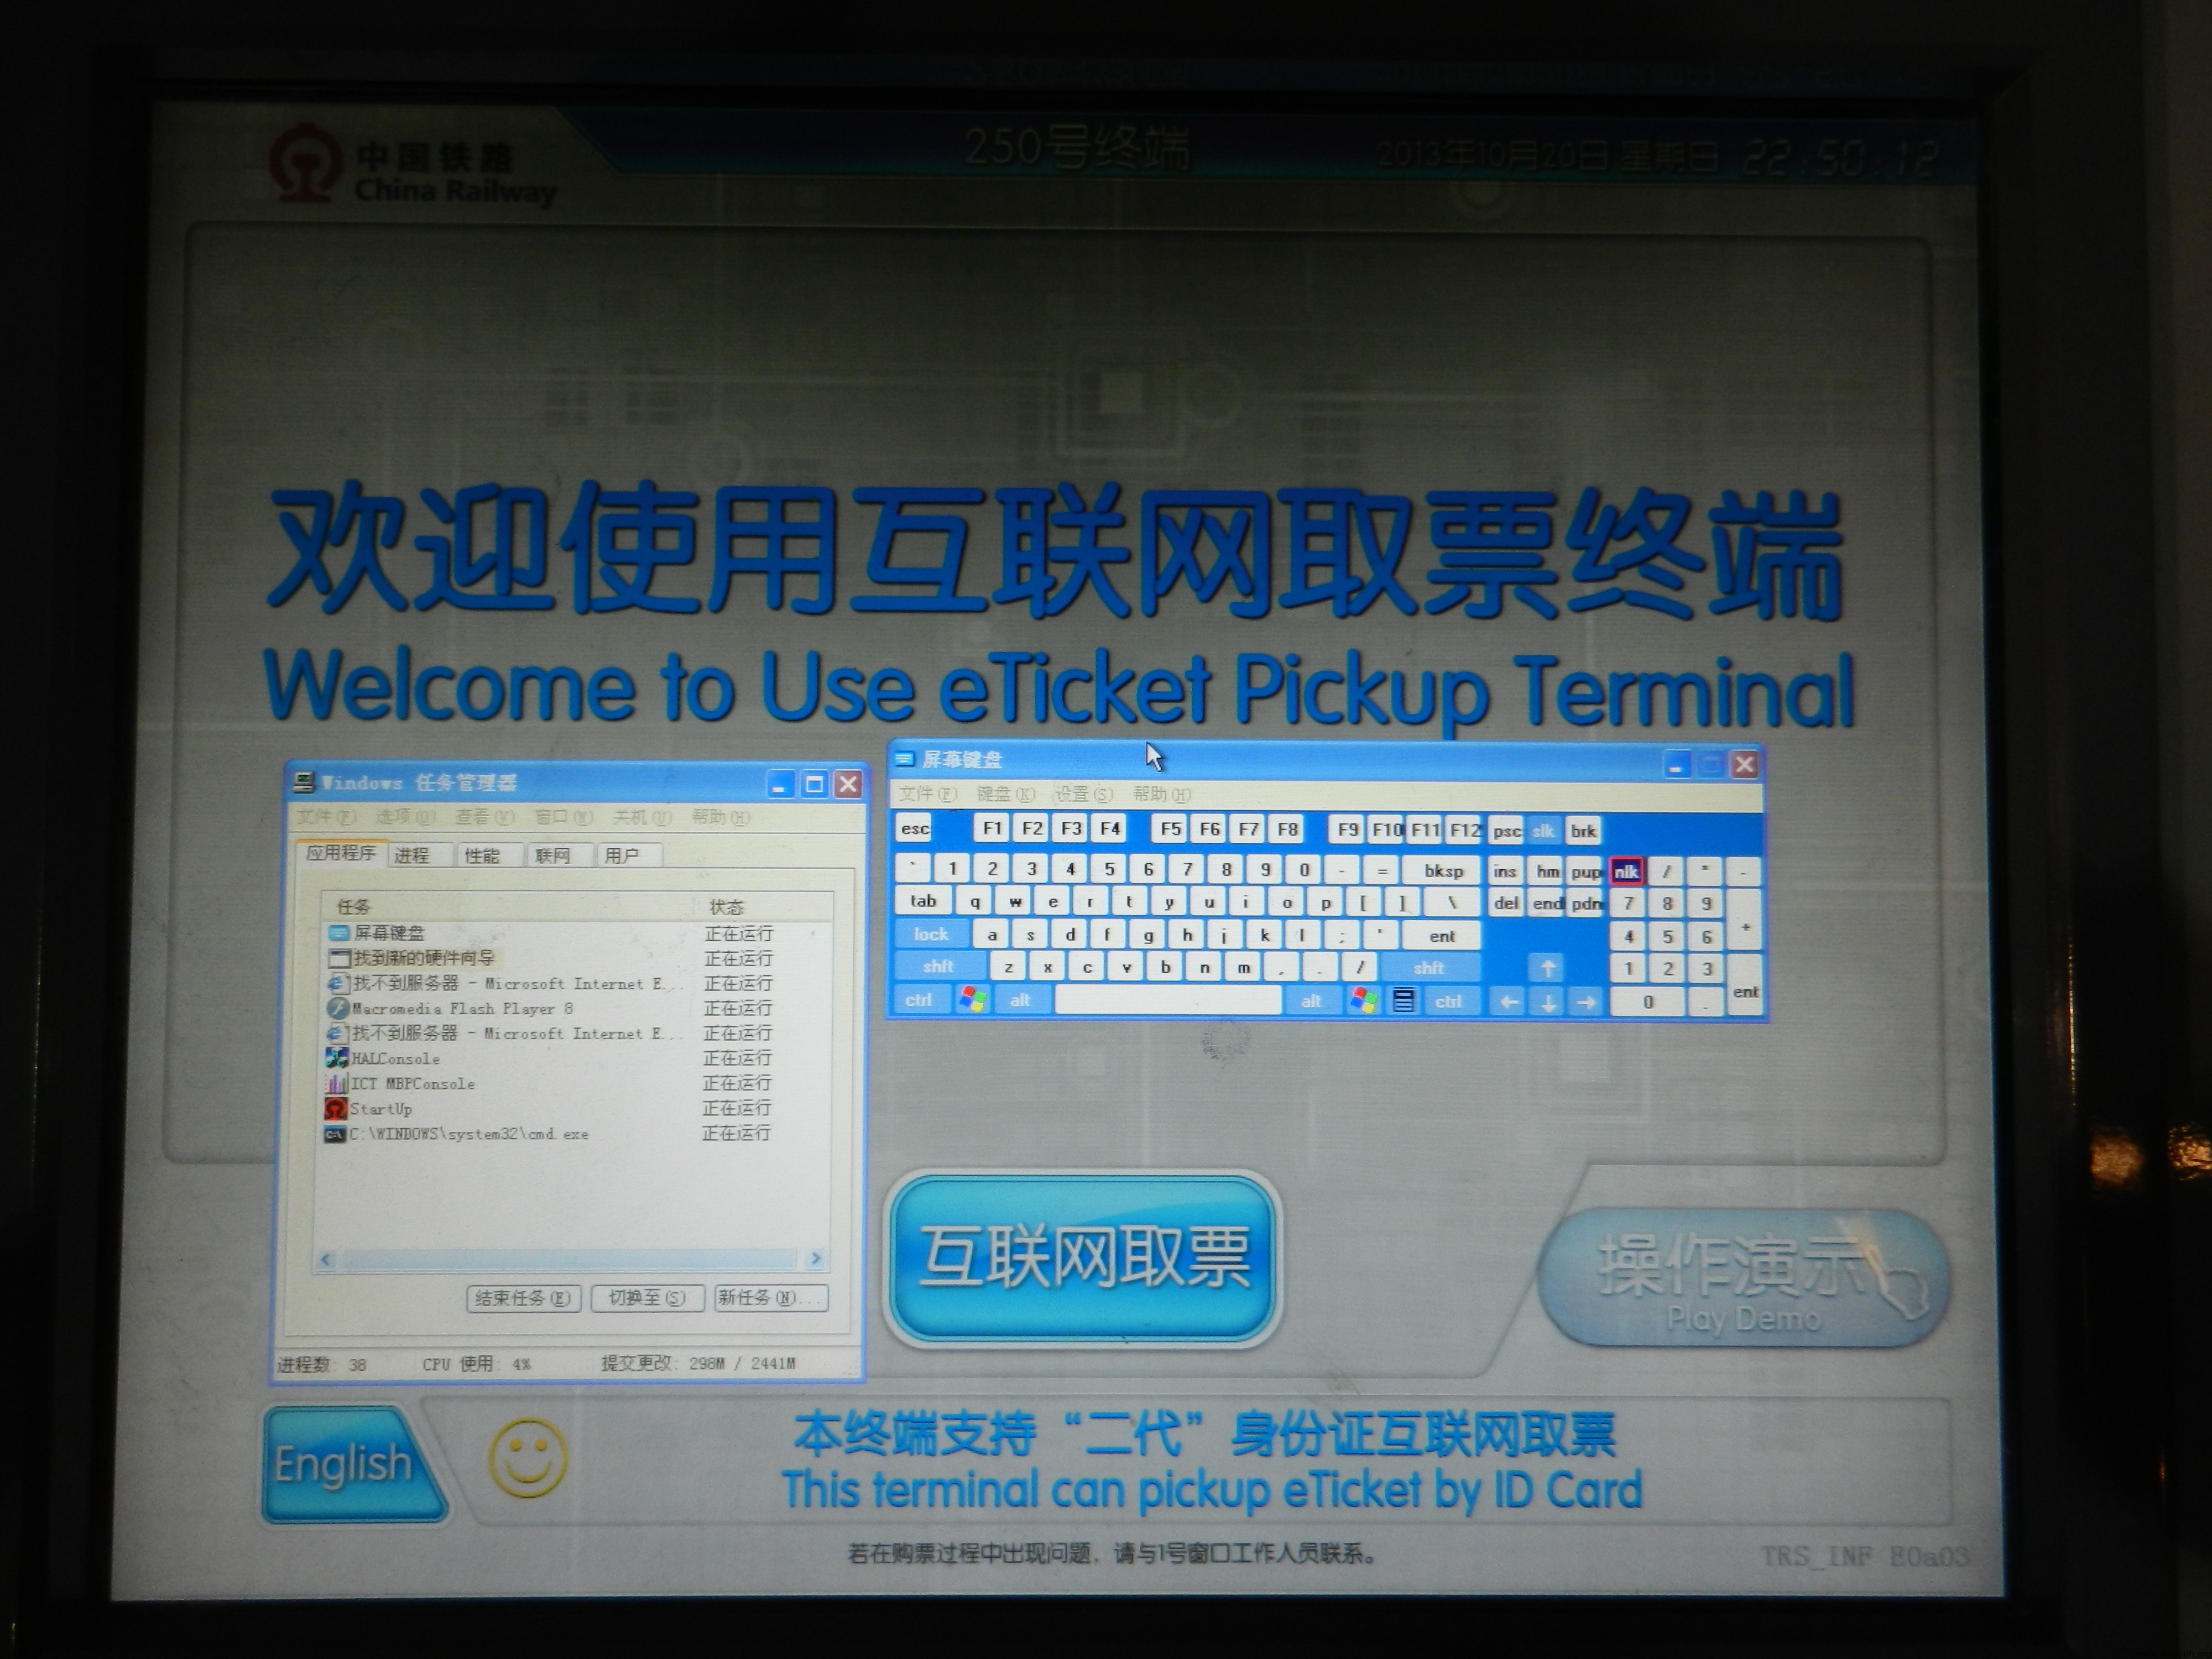 中国铁路
China Railway
250号终端
2013年10月20日 星期日 22:50:12
欢迎使用互联网取票终端
Welcome to Use eTicket Pickup Terminal
Windows 任务管理器
文件(F) 选项(O) 查看(V) 窗口(W) 关机(U) 帮助(H)
应用程序 进程 性能 联网 用户
任务 状态
屏幕键盘 正在运行
找到新的硬件向导 正在运行
找不到服务器 - Microsoft Internet E... 正在运行
Macromedia Flash Player 8 正在运行
找不到服务器 - Microsoft Internet E... 正在运行
HALConsole 正在运行
ICT MBPConsole 正在运行
StartUp 正在运行
C:\WINDOWS\system32\cmd.exe 正在运行
结束任务(E) 切换至(S) 新任务(N)...
进程数: 38 CPU 使用: 4% 提交更改: 298M / 2441M
屏幕键盘
文件(F) 键盘(K) 设置(S) 帮助(H)
esc F1 F2 F3 F4 F5 F6 F7 F8 F9 F10 F11 F12 psc slk brk
` 1 2 3 4 5 6 7 8 9 0 - = bksp ins hm pup nlk / * -
tab q w e r t y u i o p [ ] \ del end pdn 7 8 9 +
lock a s d f g h j k l ; ' ent 4 5 6
shft z x c v b n m , . / shft ↑ 1 2 3 ent
ctrl alt alt ctrl ← ↓ → 0 .
互联网取票
操作演示
Play Demo
English
本终端支持“二代”身份证互联网取票
This terminal can pickup eTicket by ID Card
若在购票过程中出现问题，请与1号窗口工作人员联系。
TRS_INF E0a03